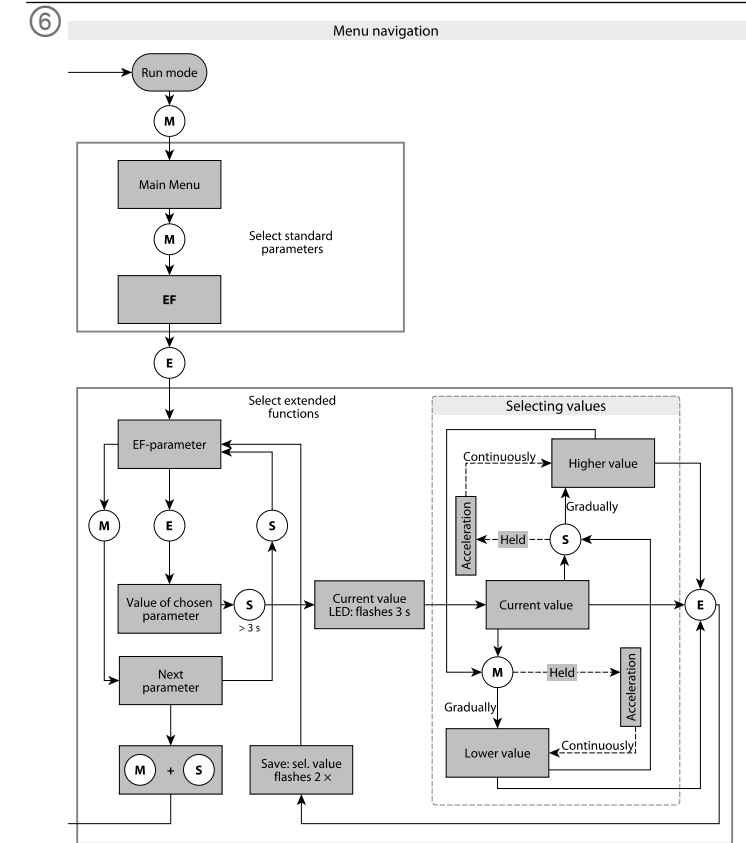 6
Menu navigation
Run mode
M
Main Menu
M
Select standard
parameters
EF
E
Select extended
functions
Selecting values
EF-parameter
Continuously
Higher value
Gradually
M
E
S
Acceleration
Held
S
Value of chosen
parameter
S
> 3 s
Current value
LED: flashes 3 s
Current value
E
Next
parameter
M
Held
Acceleration
Gradually
Lower value
Continuously
M + S
Save: sel. value
flashes 2 ×